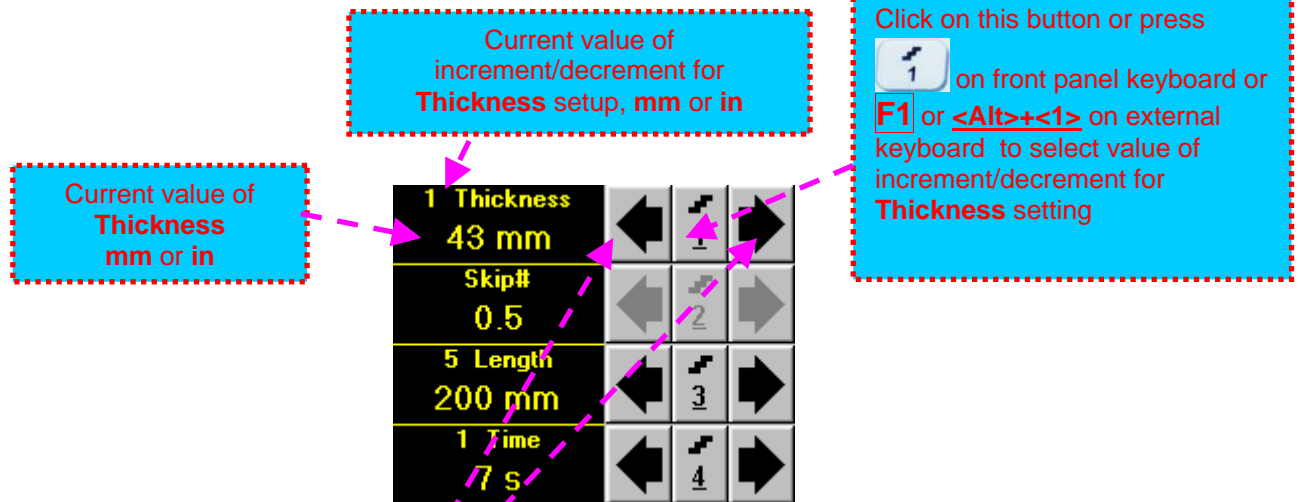 Current value of
increment/decrement for
Thickness setup, mm or in
Click on this button or press
1 on front panel keyboard or
F1 or <Alt>+<1> on external
keyboard to select value of
increment/decrement for
Thickness setting
Current value of
Thickness
mm or in
1 Thickness
43 mm
1
Skip#
0.5
2
5 Length
200 mm
3
1 Time
7 s
4